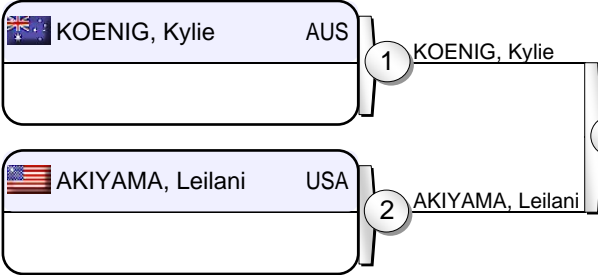 KOENIG, Kylie AUS
1 KOENIG, Kylie
AKIYAMA, Leilani USA
2 AKIYAMA, Leilani